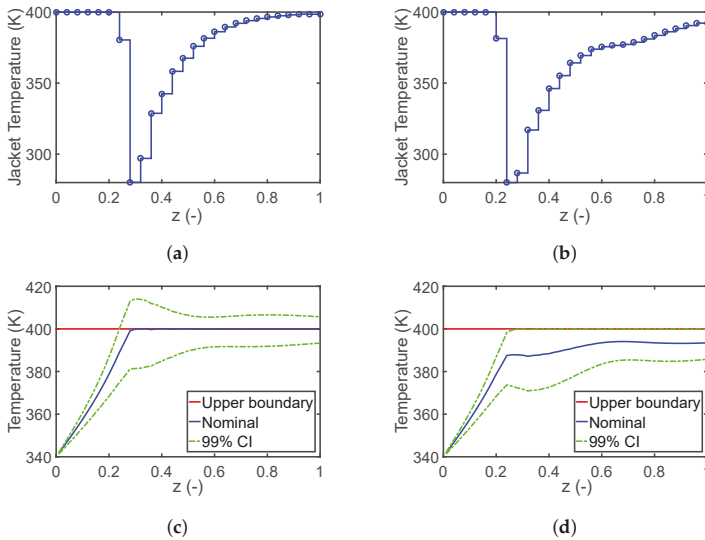 Jacket Temperature (K)
400
350
300
0 0.2 0.4 0.6 0.8 1
z (-)
(a)
Jacket Temperature (K)
400
350
300
0 0.2 0.4 0.6 0.8 1
z (-)
(b)
Temperature (K)
420
400
380
360
340
0 0.2 0.4 0.6 0.8 1
z (-)
Upper boundary
Nominal
99% CI
(c)
Temperature (K)
420
400
380
360
340
0 0.2 0.4 0.6 0.8 1
z (-)
Upper boundary
Nominal
99% CI
(d)